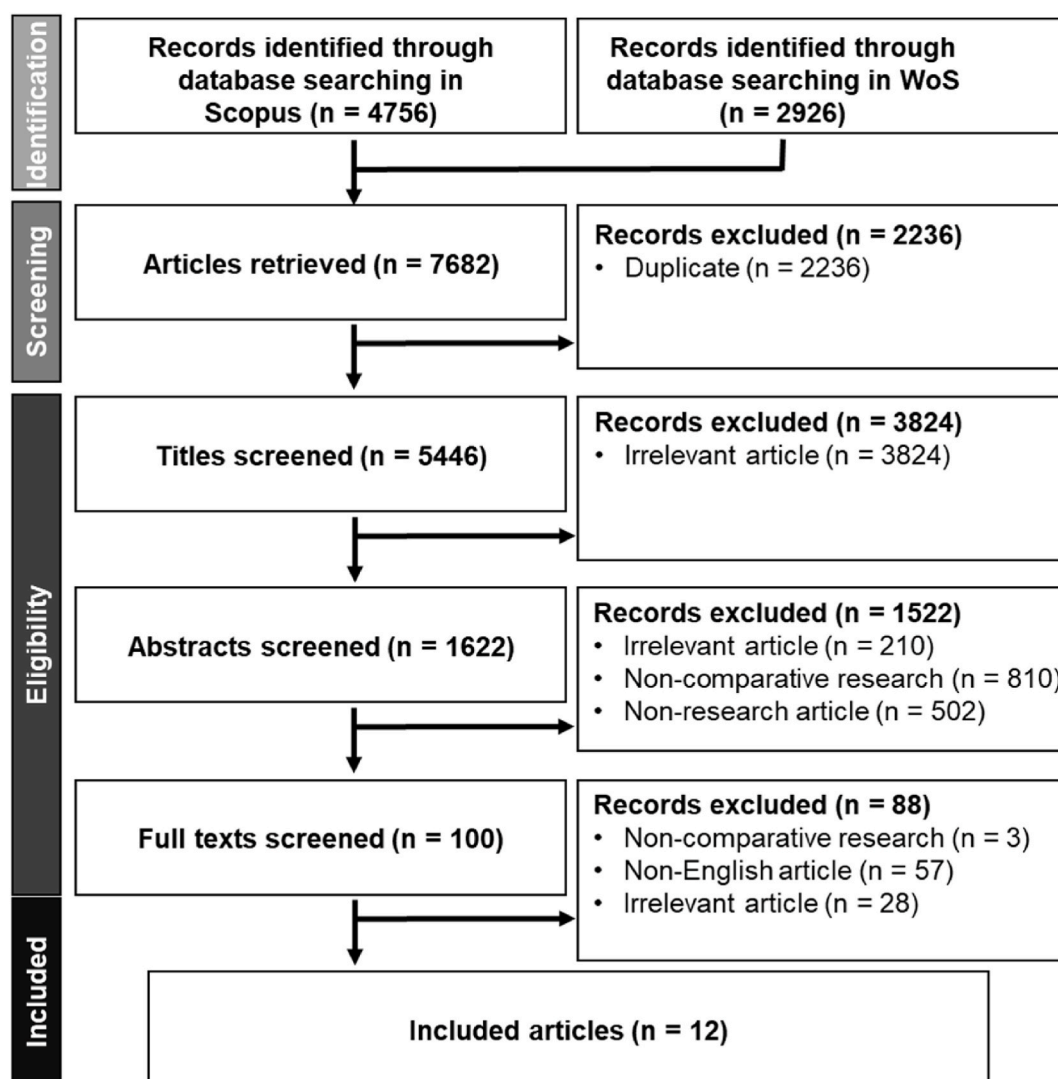 Identification
Records identified through
database searching in
Scopus (n = 4756)
Records identified through
database searching in WoS
(n = 2926)
Screening
Articles retrieved (n = 7682)
Records excluded (n = 2236)
• Duplicate (n = 2236)
Eligibility
Titles screened (n = 5446)
Records excluded (n = 3824)
• Irrelevant article (n = 3824)
Abstracts screened (n = 1622)
Records excluded (n = 1522)
• Irrelevant article (n = 210)
• Non-comparative research (n = 810)
• Non-research article (n = 502)
Full texts screened (n = 100)
Records excluded (n = 88)
• Non-comparative research (n = 3)
• Non-English article (n = 57)
• Irrelevant article (n = 28)
Included
Included articles (n = 12)